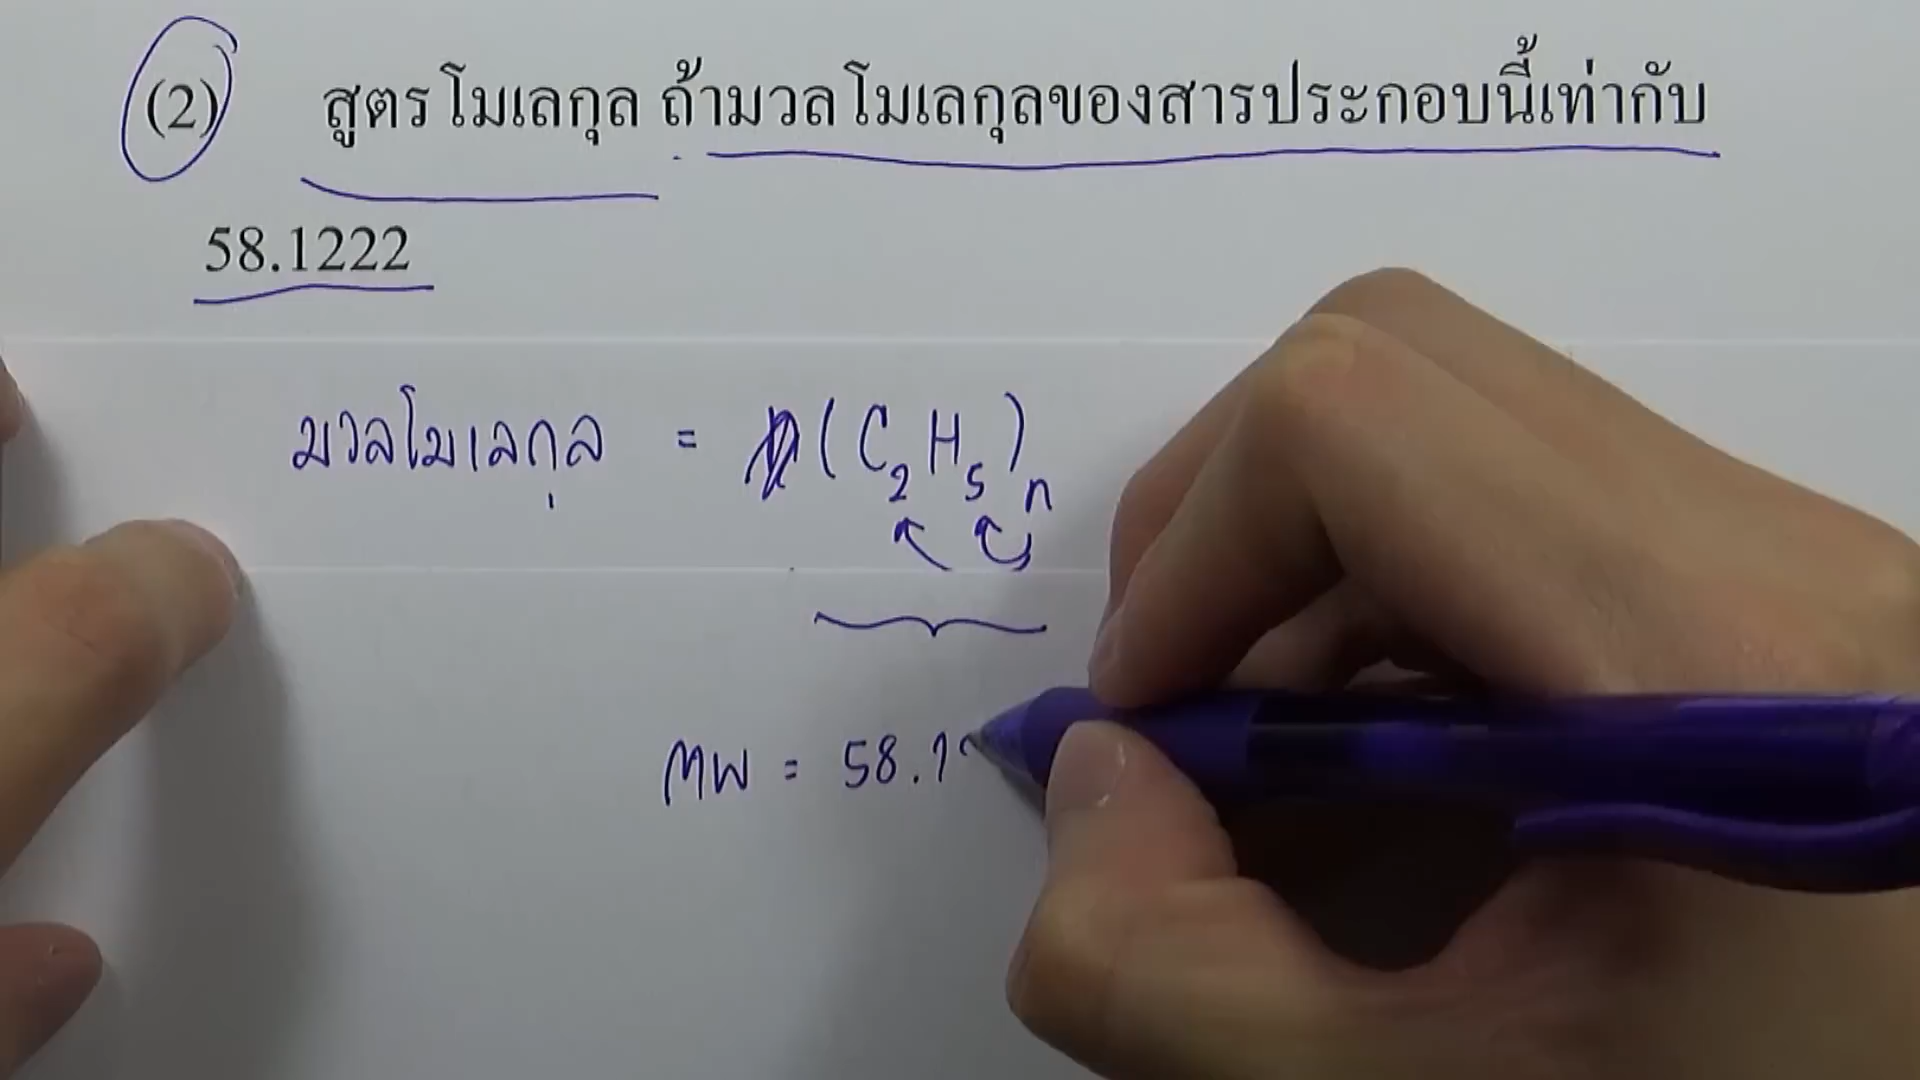 (2) สูตรโมเลกุล ถ้ามวลโมเลกุลของสารประกอบนี้เท่ากับ
58.1222
มวลโมเลกุล = (C₂H₅)ₙ
MW = 58.1